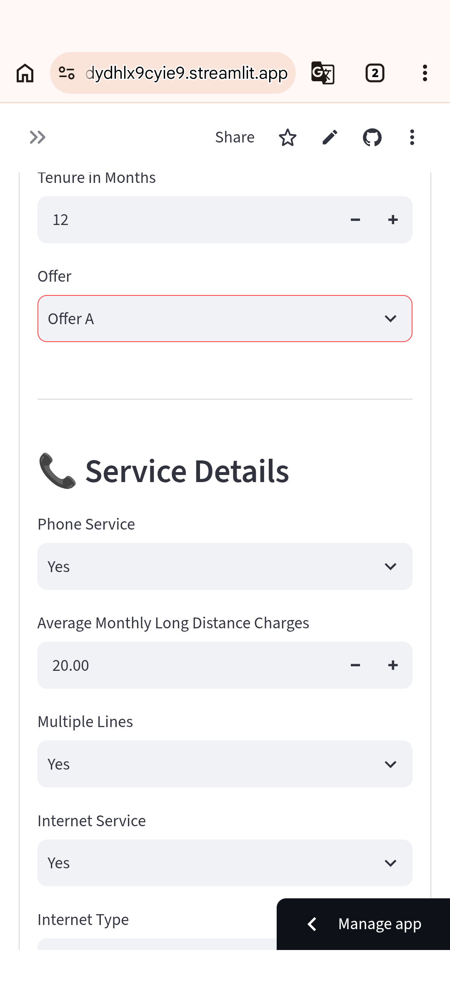 dydhlx9cyie9.streamlit.app
2
Share
Tenure in Months
12
Offer
Offer A
Service Details
Phone Service
Yes
Average Monthly Long Distance Charges
20.00
Multiple Lines
Yes
Internet Service
Yes
Internet Type
Manage app